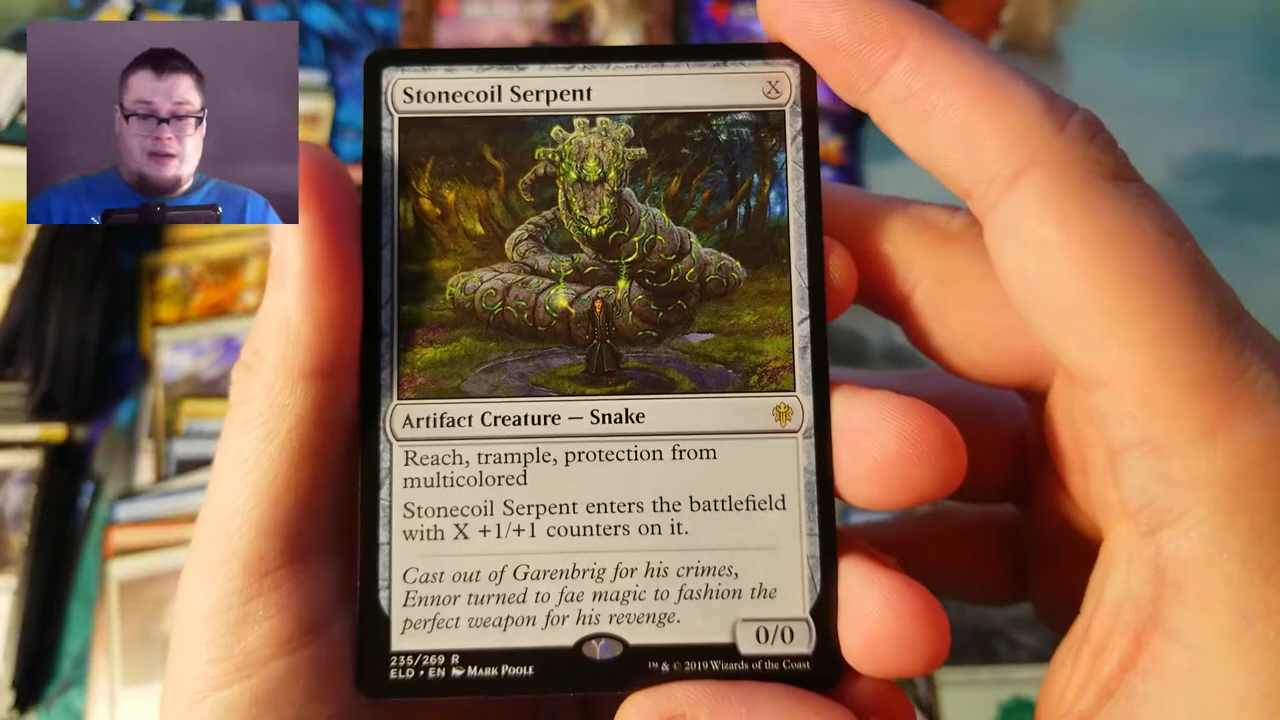 Stonecoil Serpent X
Artifact Creature — Snake
Reach, trample, protection from
multicolored
Stonecoil Serpent enters the battlefield
with X +1/+1 counters on it.
Cast out of Garenbrig for his crimes,
Ennor turned to fae magic to fashion the
perfect weapon for his revenge.
0/0
235/269 R
ELD • EN MARK POOLE
™ & © 2019 Wizards of the Coast